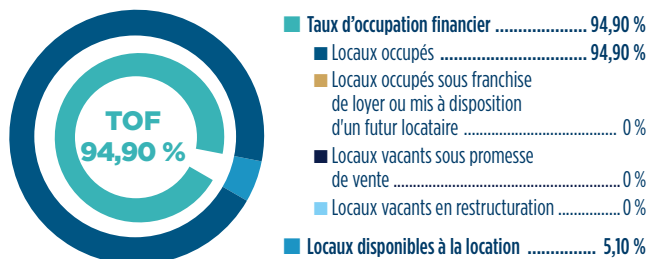 TOF
94,90 %
Taux d'occupation financier .................... 94,90 %
Locaux occupés ................................ 94,90 %
Locaux occupés sous franchise
de loyer ou mis à disposition
d'un futur locataire .................................. 0 %
Locaux vacants sous promesse
de vente ................................................... 0 %
Locaux vacants en restructuration .............. 0 %
Locaux disponibles à la location ............... 5,10 %